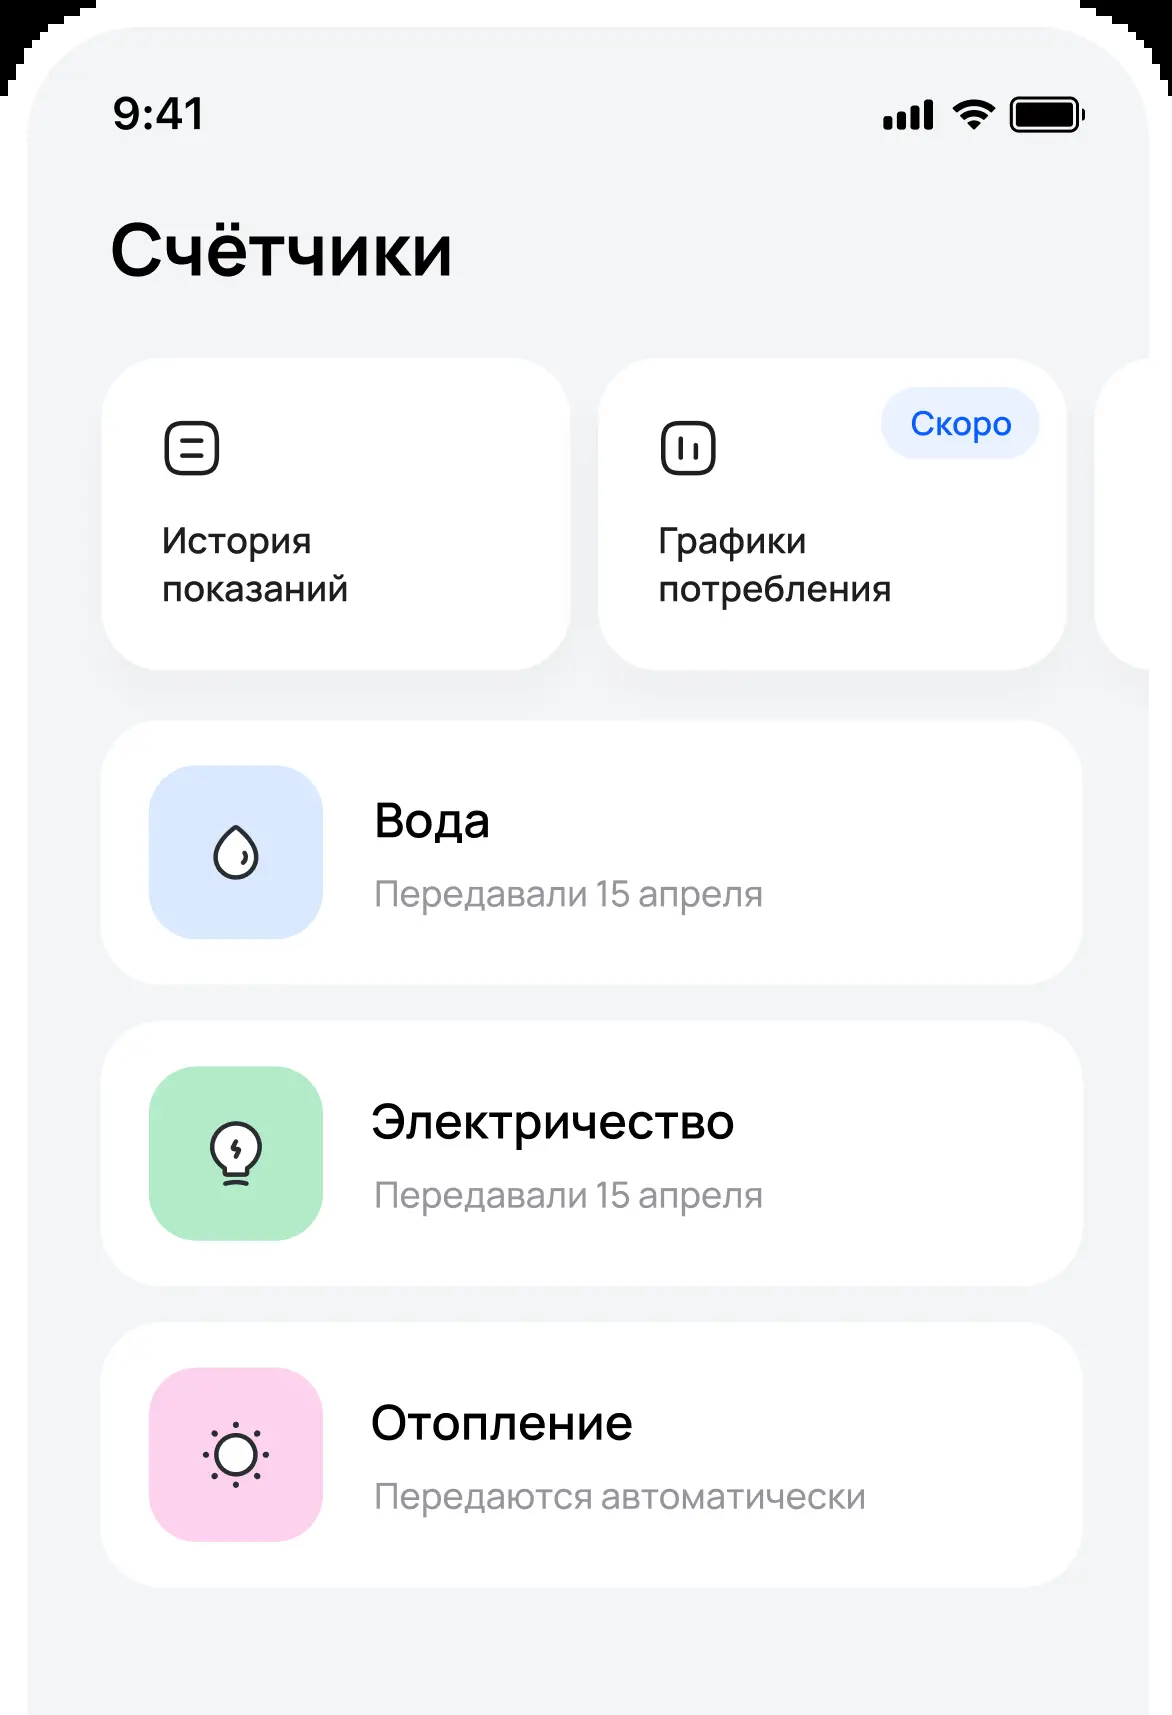 9:41
Счётчики
Скоро
История
показаний
Графики
потребления
Вода
Передавали 15 апреля
Электричество
Передавали 15 апреля
Отопление
Передаются автоматически